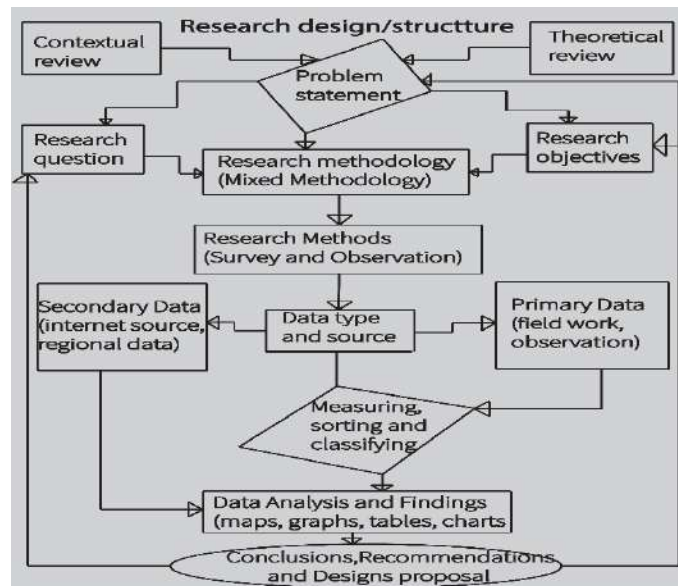 Research design/structture
Contextual
review
Theoretical
review
Problem
statement
Research
question
Research
objectives
Research methodology
(Mixed Methodology)
Research Methods
(Survey and Observation)
Secondary Data
(internet source,
regional data)
Data type
and source
Primary Data
(field work,
observation)
Measuring,
sorting and
classifying
Data Analysis and Findings
(maps, graphs, tables, charts
Conclusions,Recommendations
and Designs proposal